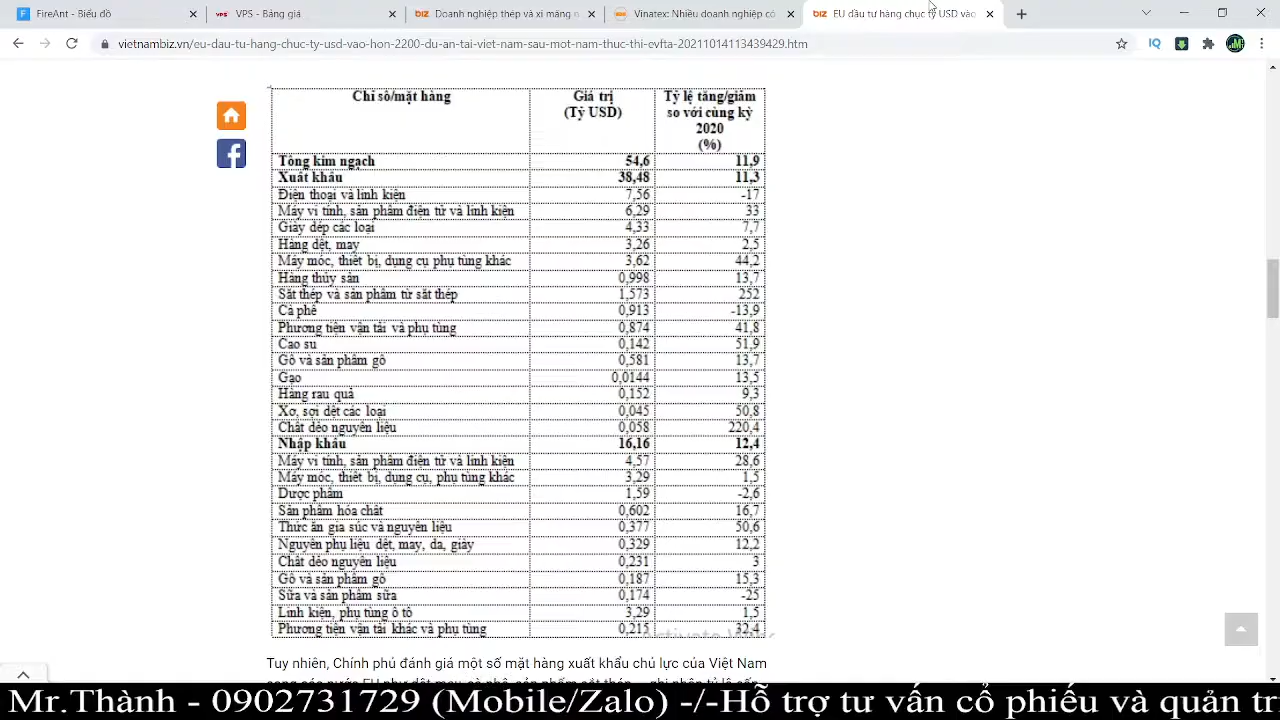 FireAnt - Biểu đồ
VPS - Bảng giá
Doanh nghiệp thép và cả mảng c
Vinatex: Nhiều doanh nghiệp có
EU đầu tư hàng chục tỷ USD vào
vietnambiz.vn/eu-dau-tu-hang-chuc-ty-usd-vao-hon-2200-du-an-tai-viet-nam-sau-mot-nam-thuc-thi-evfta-20211014113439429.htm
IQ
Chỉ số/mặt hàng Giá trị (Tỷ USD) Tỷ lệ tăng/giảm so với cùng kỳ 2020 (%)
Tổng kim ngạch 54,6 11,9
Xuất khẩu 38,48 11,3
Điện thoại và linh kiện 7,56 -17
Máy vi tính, sản phẩm điện tử và linh kiện 6,29 33
Giày dép các loại 4,33 7,7
Hàng dệt, may 3,26 2,5
Máy móc, thiết bị, dụng cụ phụ tùng khác 3,62 44,2
Hàng thủy sản 0,998 13,7
Sắt thép và sản phẩm từ sắt thép 1,573 252
Cà phê 0,913 -13,9
Phương tiện vận tải và phụ tùng 0,874 41,8
Cao su 0,142 51,9
Gỗ và sản phẩm gỗ 0,581 13,7
Gạo 0,0144 13,5
Hàng rau quả 0,152 9,3
Xơ, sợi dệt các loại 0,045 50,8
Chất dẻo nguyên liệu 0,058 220,4
Nhập khẩu 16,16 12,4
Máy vi tính, sản phẩm điện tử và linh kiện 4,57 28,6
Máy móc, thiết bị, dụng cụ, phụ tùng khác 3,29 1,5
Dược phẩm 1,59 -2,6
Sản phẩm hóa chất 0,602 16,7
Thức ăn gia súc và nguyên liệu 0,377 50,6
Nguyên phụ liệu dệt, may, da, giày 0,329 12,2
Chất dẻo nguyên liệu 0,231 3
Gỗ và sản phẩm gỗ 0,187 15,3
Sữa và sản phẩm sữa 0,174 -25
Linh kiện, phụ tùng ô tô 3,29 1,5
Phương tiện vận tải khác và phụ tùng 0,215 32,4
Tuy nhiên, Chính phủ đánh giá một số mặt hàng xuất khẩu chủ lực của Việt Nam
Mr.Thành - 0902731729 (Mobile/Zalo) -/-Hỗ trợ tư vấn cổ phiếu và quản tr